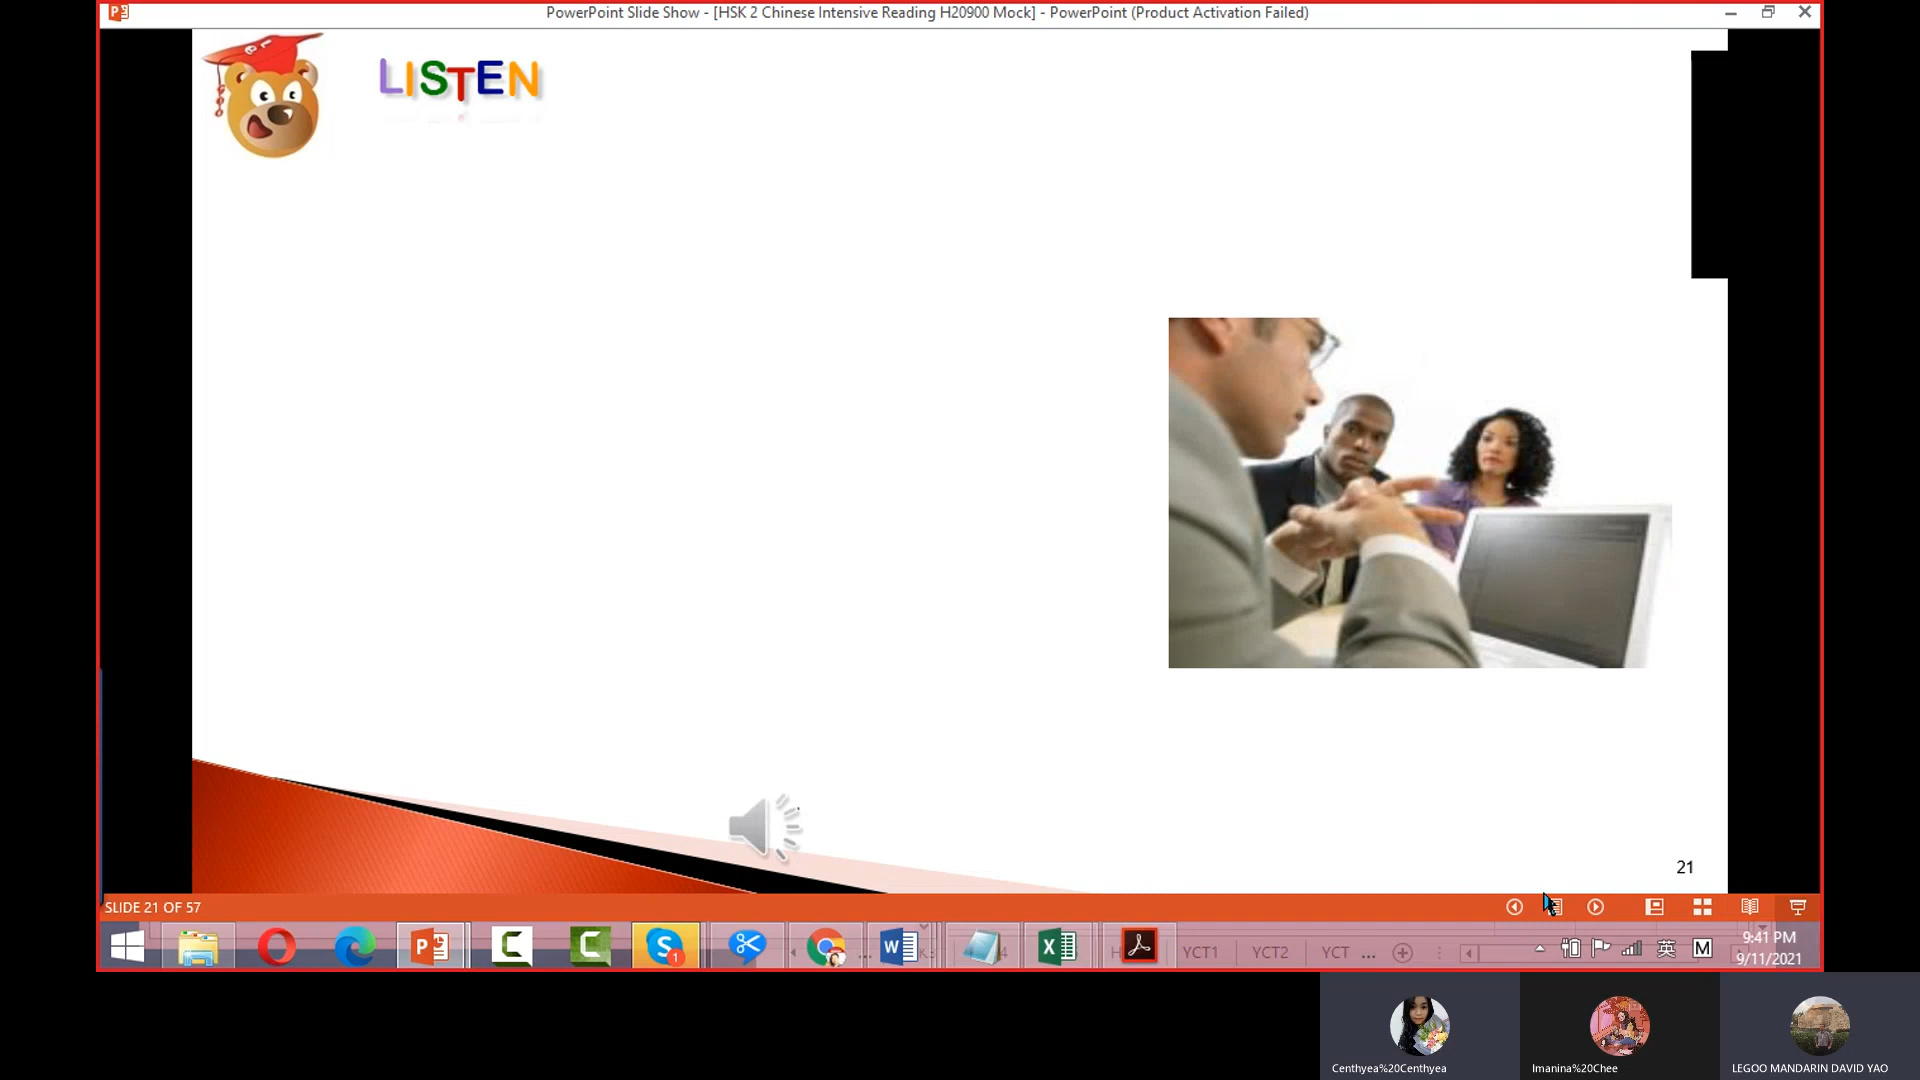 PowerPoint Slide Show - [HSK 2 Chinese Intensive Reading H20900 Mock] - PowerPoint (Product Activation Failed)
LISTEN
21
SLIDE 21 OF 57
1
YCT1
YCT2
YCT
...
英
M
9:41 PM
9/11/2021
Centhyea%20Centhyea
Imanina%20Chee
LEGOO MANDARIN DAVID YAO